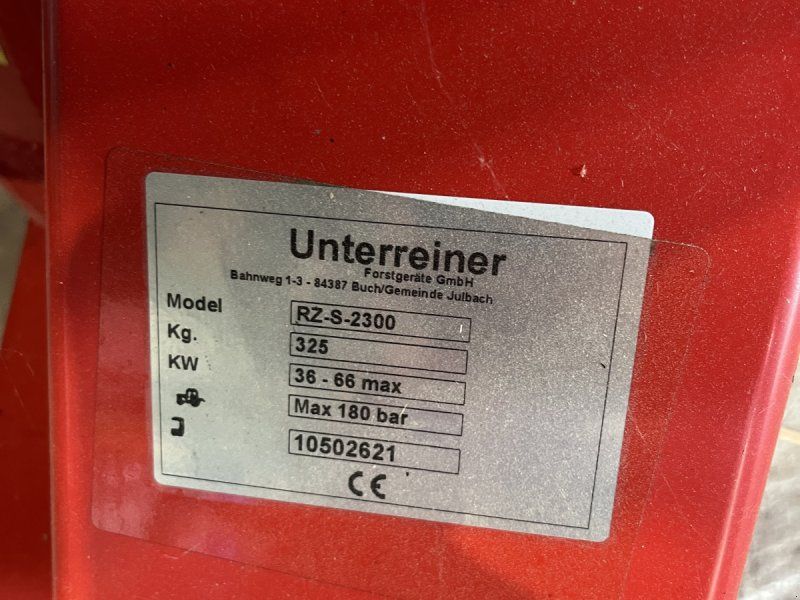 Unterreiner
Forstgeräte GmbH
Bahnweg 1-3 - 84387 Buch/Gemeinde Julbach
Model RZ-S-2300
Kg. 325
KW 36 - 66 max
Max 180 bar
10502621
CE